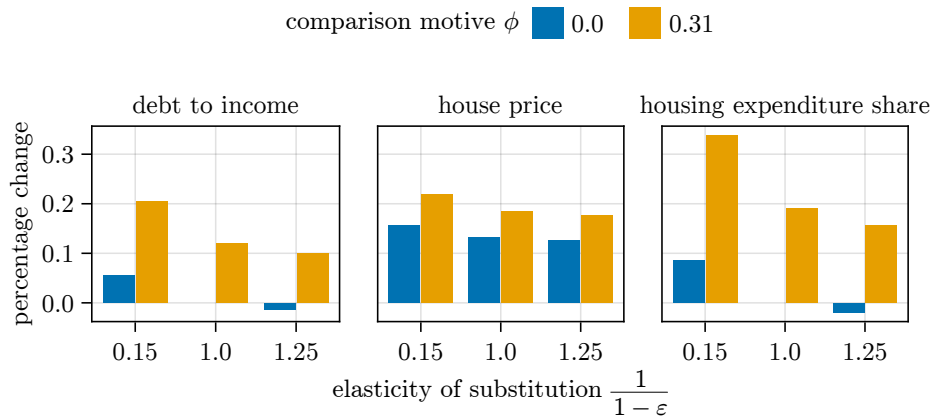 comparison motive ϕ 0.0 0.31
debt to income house price housing expenditure share
percentage change
0.3
0.2
0.1
0.0
0.15 1.0 1.25 0.15 1.0 1.25 0.15 1.0 1.25
elasticity of substitution 1
1 − ε